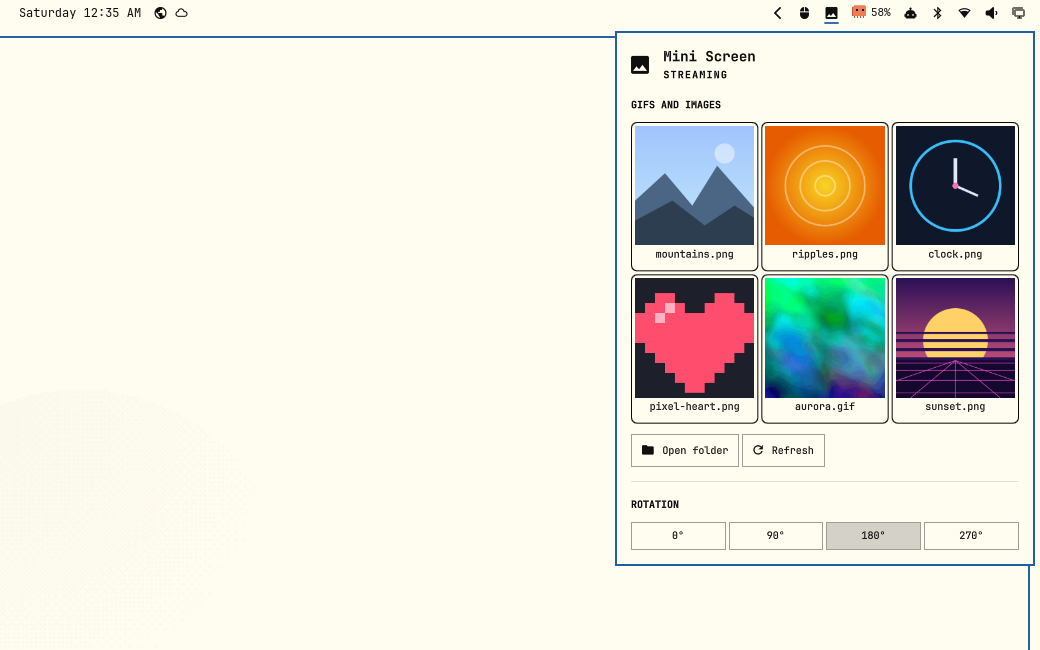 Saturday 12:35 AM
58%
Mini Screen
STREAMING
GIFS AND IMAGES
mountains.png
ripples.png
clock.png
pixel-heart.png
aurora.gif
sunset.png
Open folder
Refresh
ROTATION
0°
90°
180°
270°